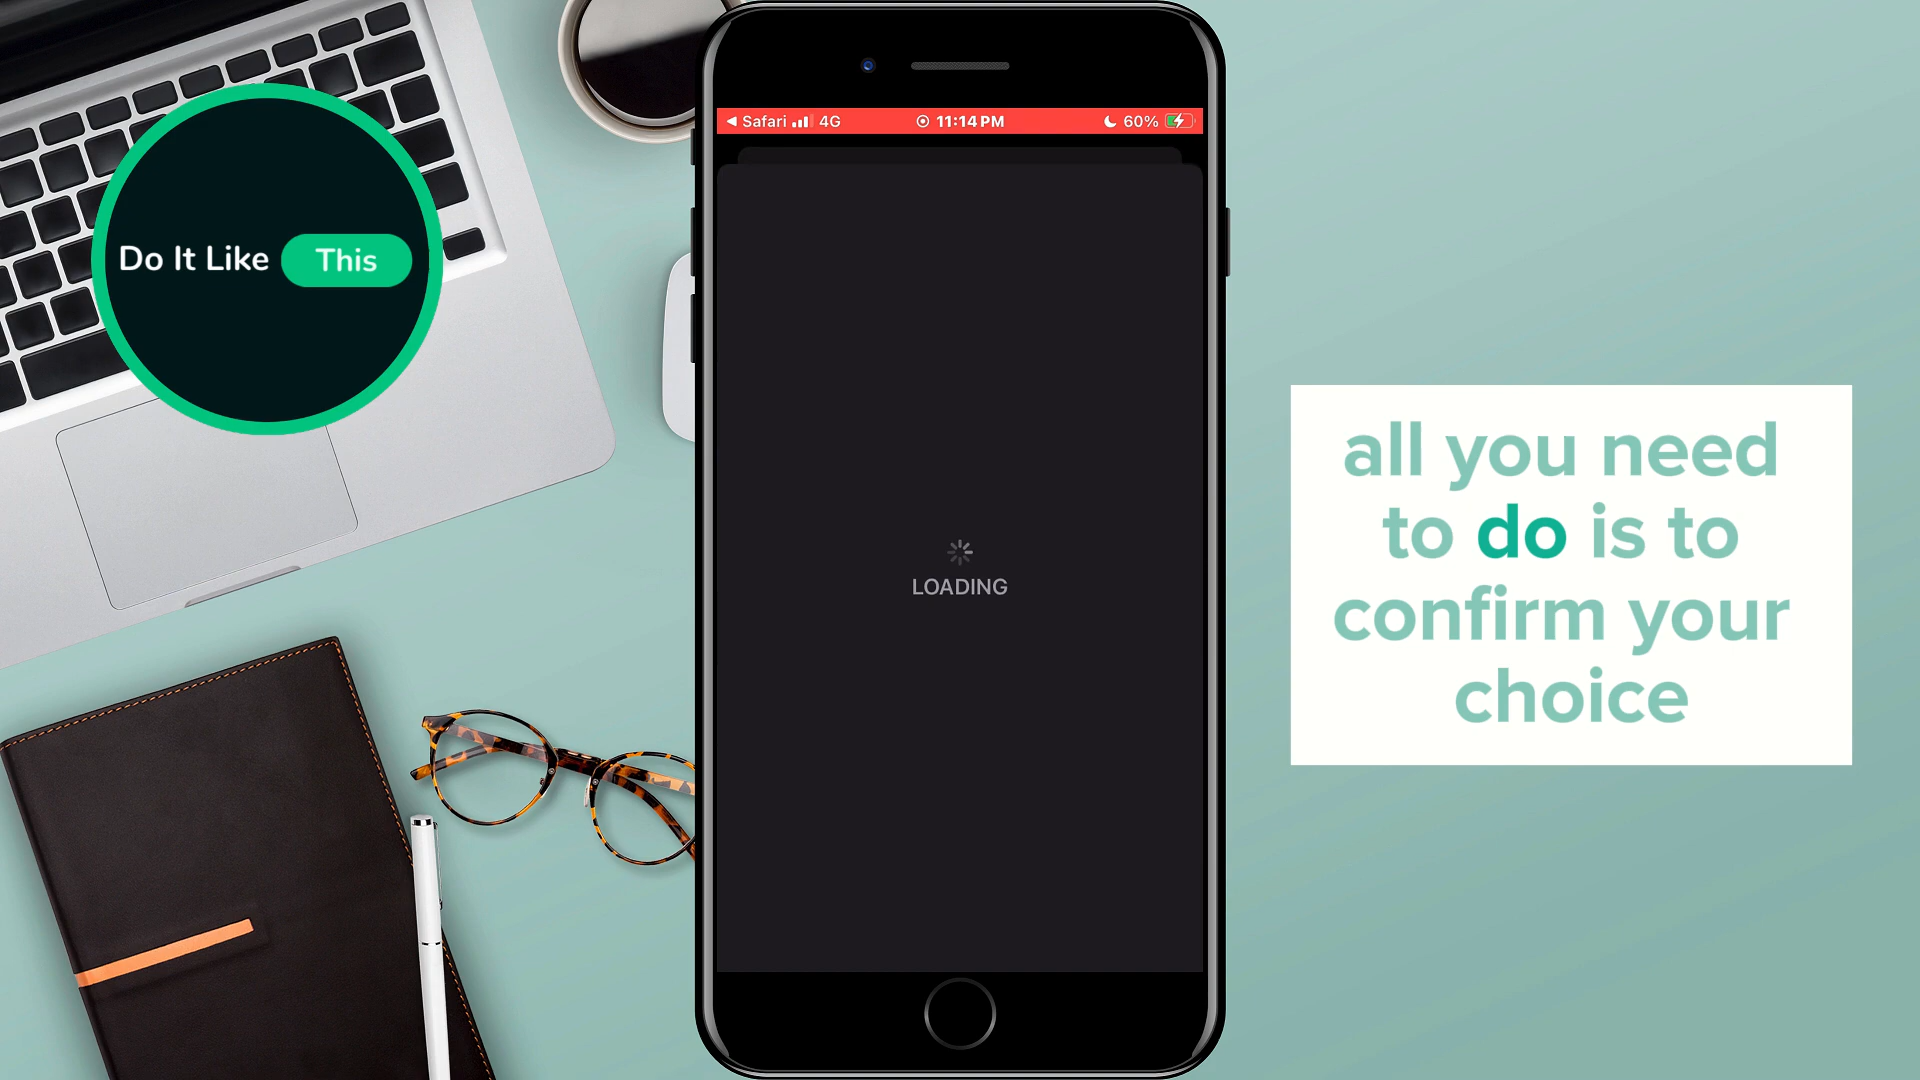 Do It Like This
Safari 4G 11:14 PM 60%
LOADING
all you need
to do is to
confirm your
choice